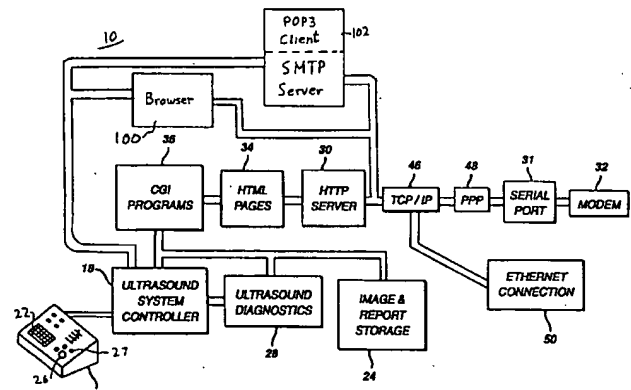 10
POP3
Client
102
SMTP
Server
Browser
100
36
34
30
46
48
31
32
CGI
PROGRAMS
HTML
PAGES
HTTP
SERVER
TCP / IP
PPP
SERIAL
PORT
MODEM
18
ULTRASOUND
SYSTEM
CONTROLLER
ULTRASOUND
DIAGNOSTICS
28
IMAGE &
REPORT
STORAGE
24
ETHERNET
CONNECTION
50
22
26
27